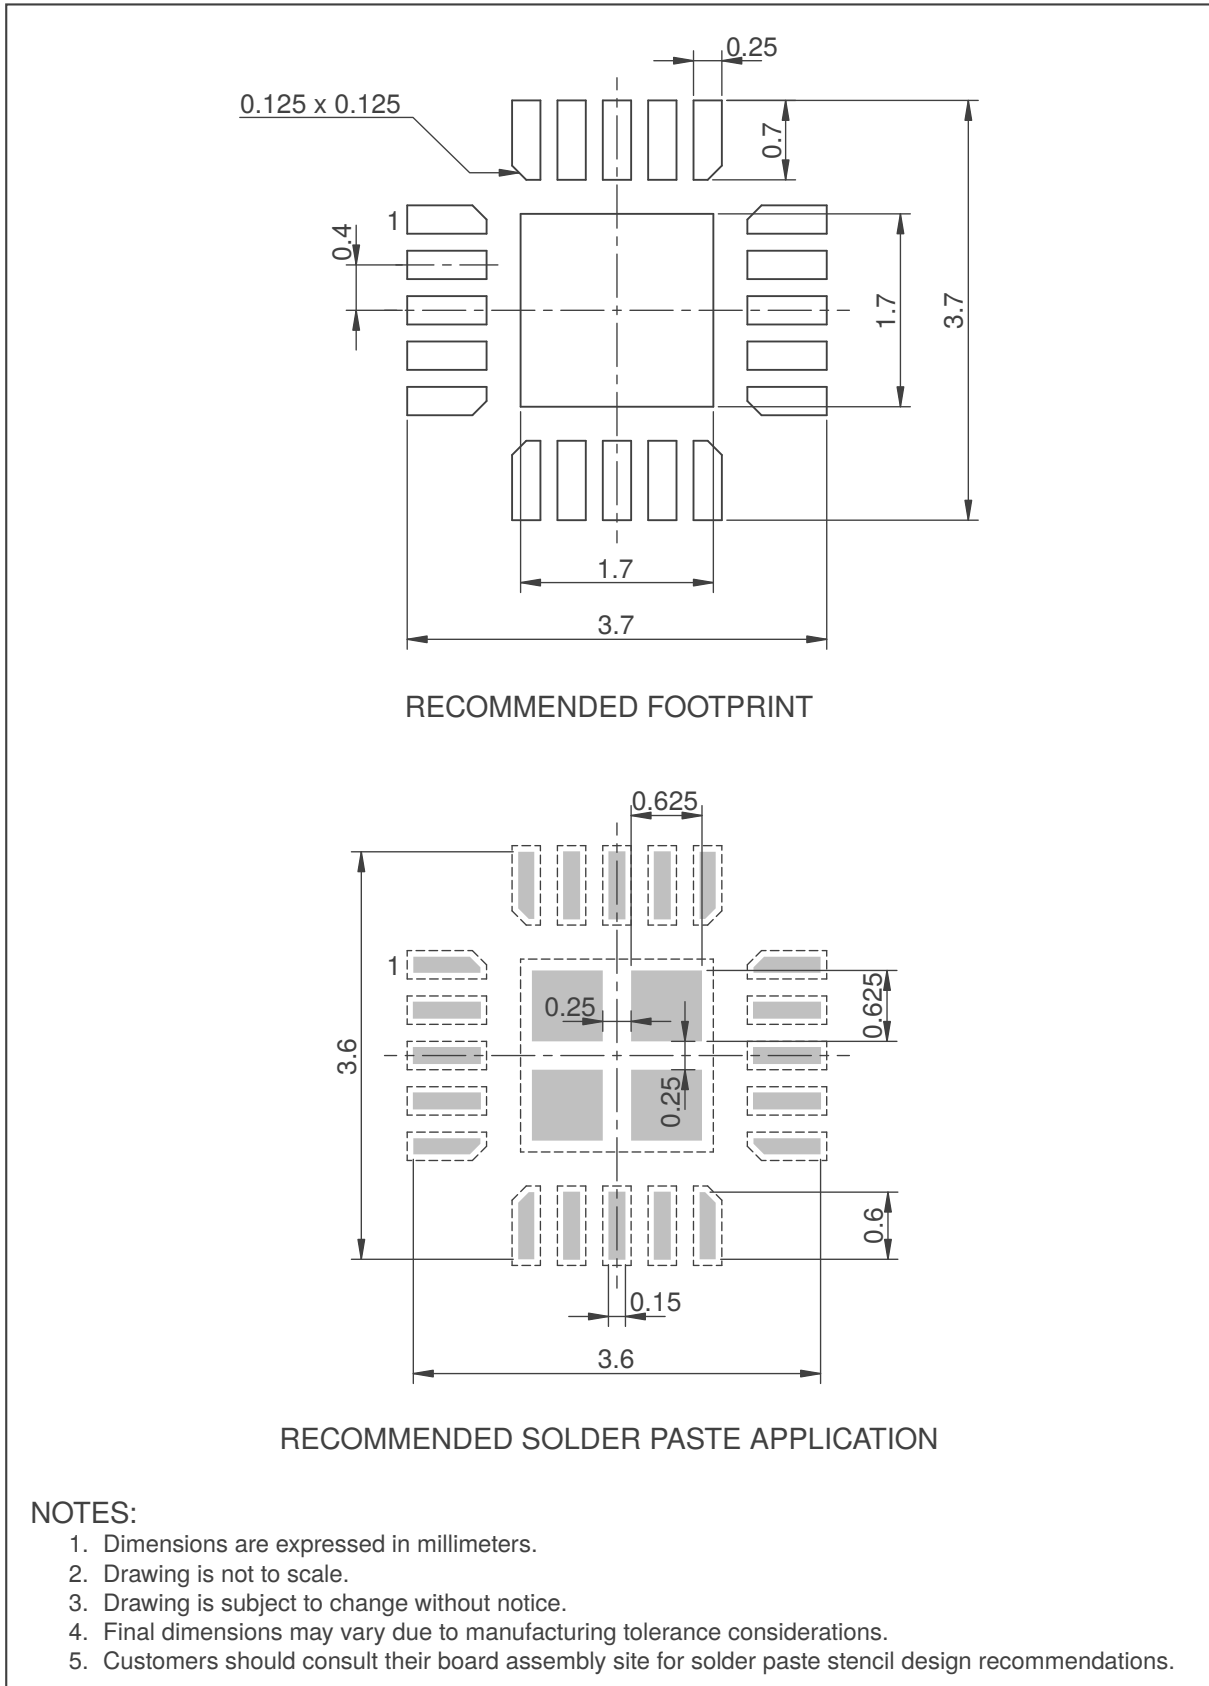 0.25
0.125 x 0.125
0.7
1
0.4
1.7
3.7
1.7
3.7
RECOMMENDED FOOTPRINT
0.625
1
0.25
0.625
3.6
0.25
0.6
0.15
3.6
RECOMMENDED SOLDER PASTE APPLICATION
NOTES:
1. Dimensions are expressed in millimeters.
2. Drawing is not to scale.
3. Drawing is subject to change without notice.
4. Final dimensions may vary due to manufacturing tolerance considerations.
5. Customers should consult their board assembly site for solder paste stencil design recommendations.